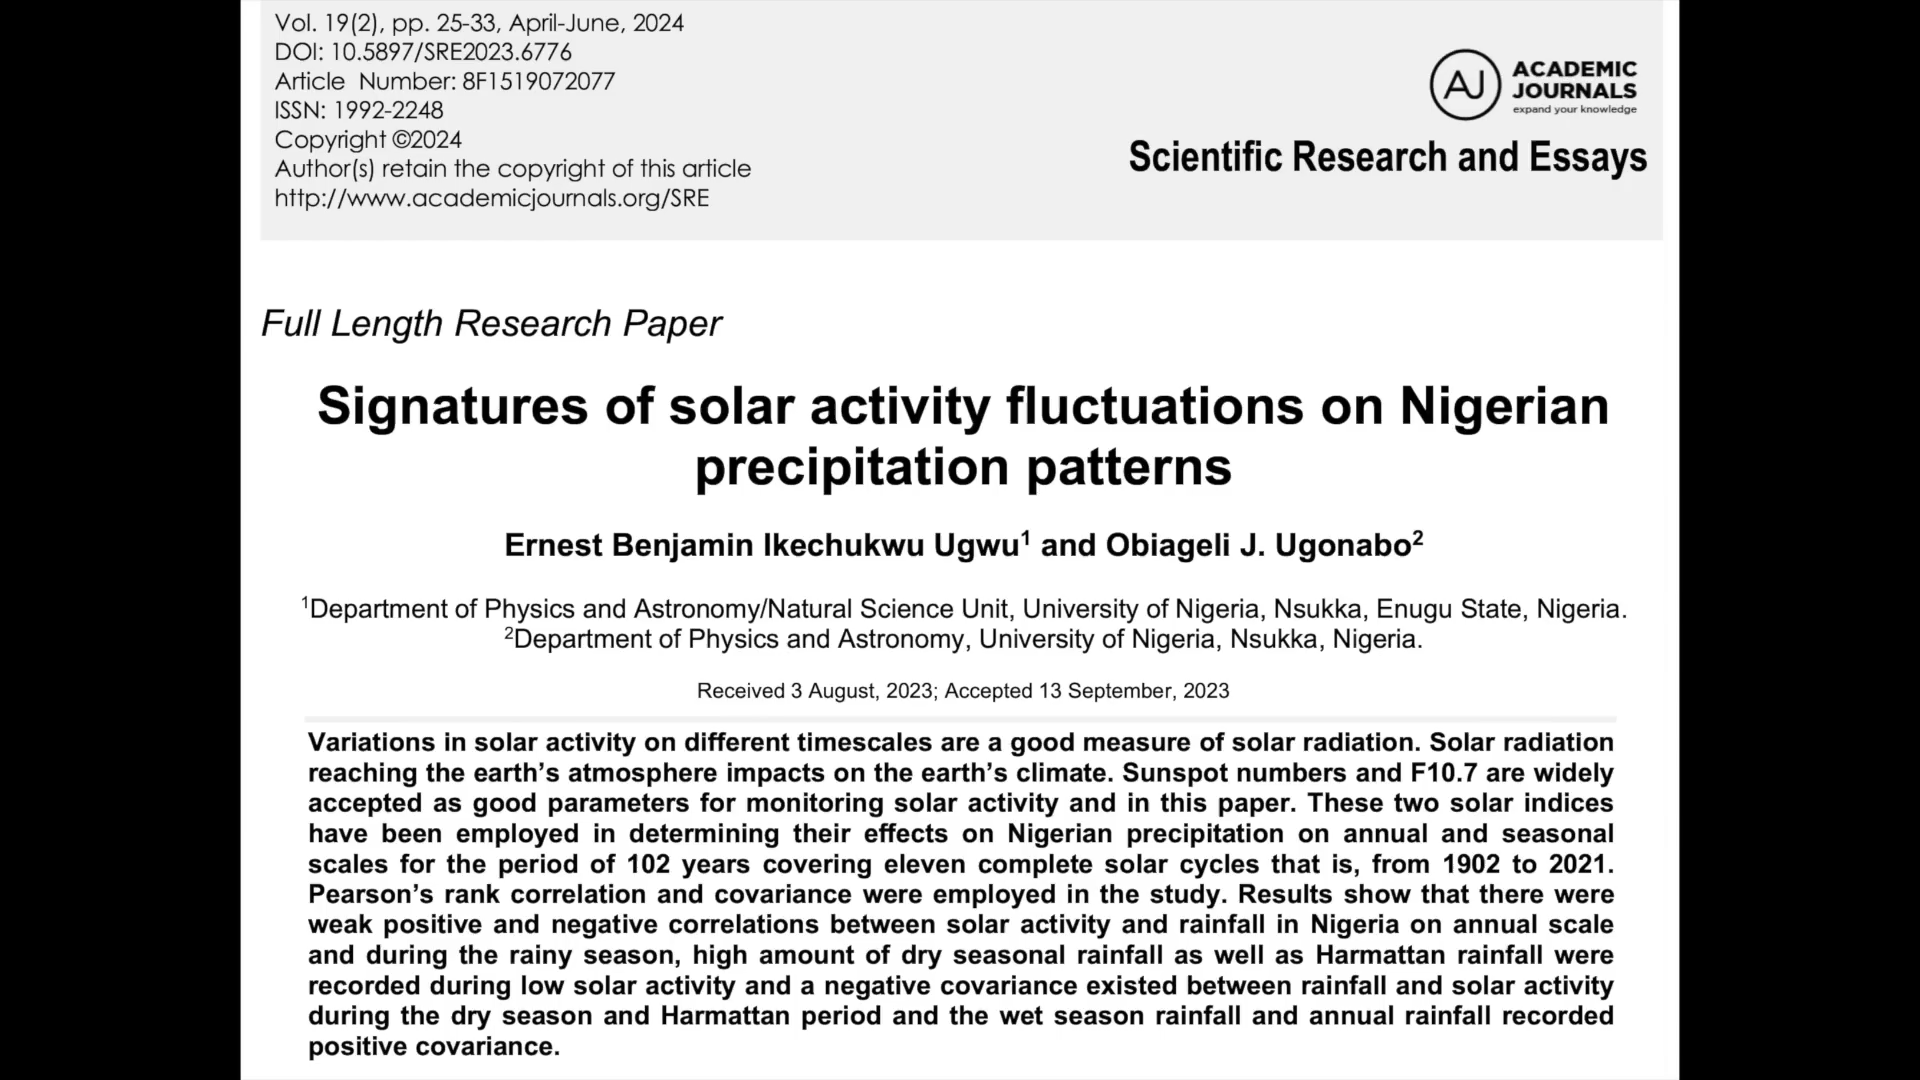 Vol. 19(2), pp. 25-33, April-June, 2024
DOI: 10.5897/SRE2023.6776
Article Number: 8F1519072077
ISSN: 1992-2248
Copyright ©2024
Author(s) retain the copyright of this article
http://www.academicjournals.org/SRE
AJ ACADEMIC
JOURNALS
expand your knowledge
Scientific Research and Essays
Full Length Research Paper
Signatures of solar activity fluctuations on Nigerian
precipitation patterns
Ernest Benjamin Ikechukwu Ugwu1 and Obiageli J. Ugonabo2
1Department of Physics and Astronomy/Natural Science Unit, University of Nigeria, Nsukka, Enugu State, Nigeria.
2Department of Physics and Astronomy, University of Nigeria, Nsukka, Nigeria.
Received 3 August, 2023; Accepted 13 September, 2023
Variations in solar activity on different timescales are a good measure of solar radiation. Solar radiation
reaching the earth's atmosphere impacts on the earth's climate. Sunspot numbers and F10.7 are widely
accepted as good parameters for monitoring solar activity and in this paper. These two solar indices
have been employed in determining their effects on Nigerian precipitation on annual and seasonal
scales for the period of 102 years covering eleven complete solar cycles that is, from 1902 to 2021.
Pearson's rank correlation and covariance were employed in the study. Results show that there were
weak positive and negative correlations between solar activity and rainfall in Nigeria on annual scale
and during the rainy season, high amount of dry seasonal rainfall as well as Harmattan rainfall were
recorded during low solar activity and a negative covariance existed between rainfall and solar activity
during the dry season and Harmattan period and the wet season rainfall and annual rainfall recorded
positive covariance.